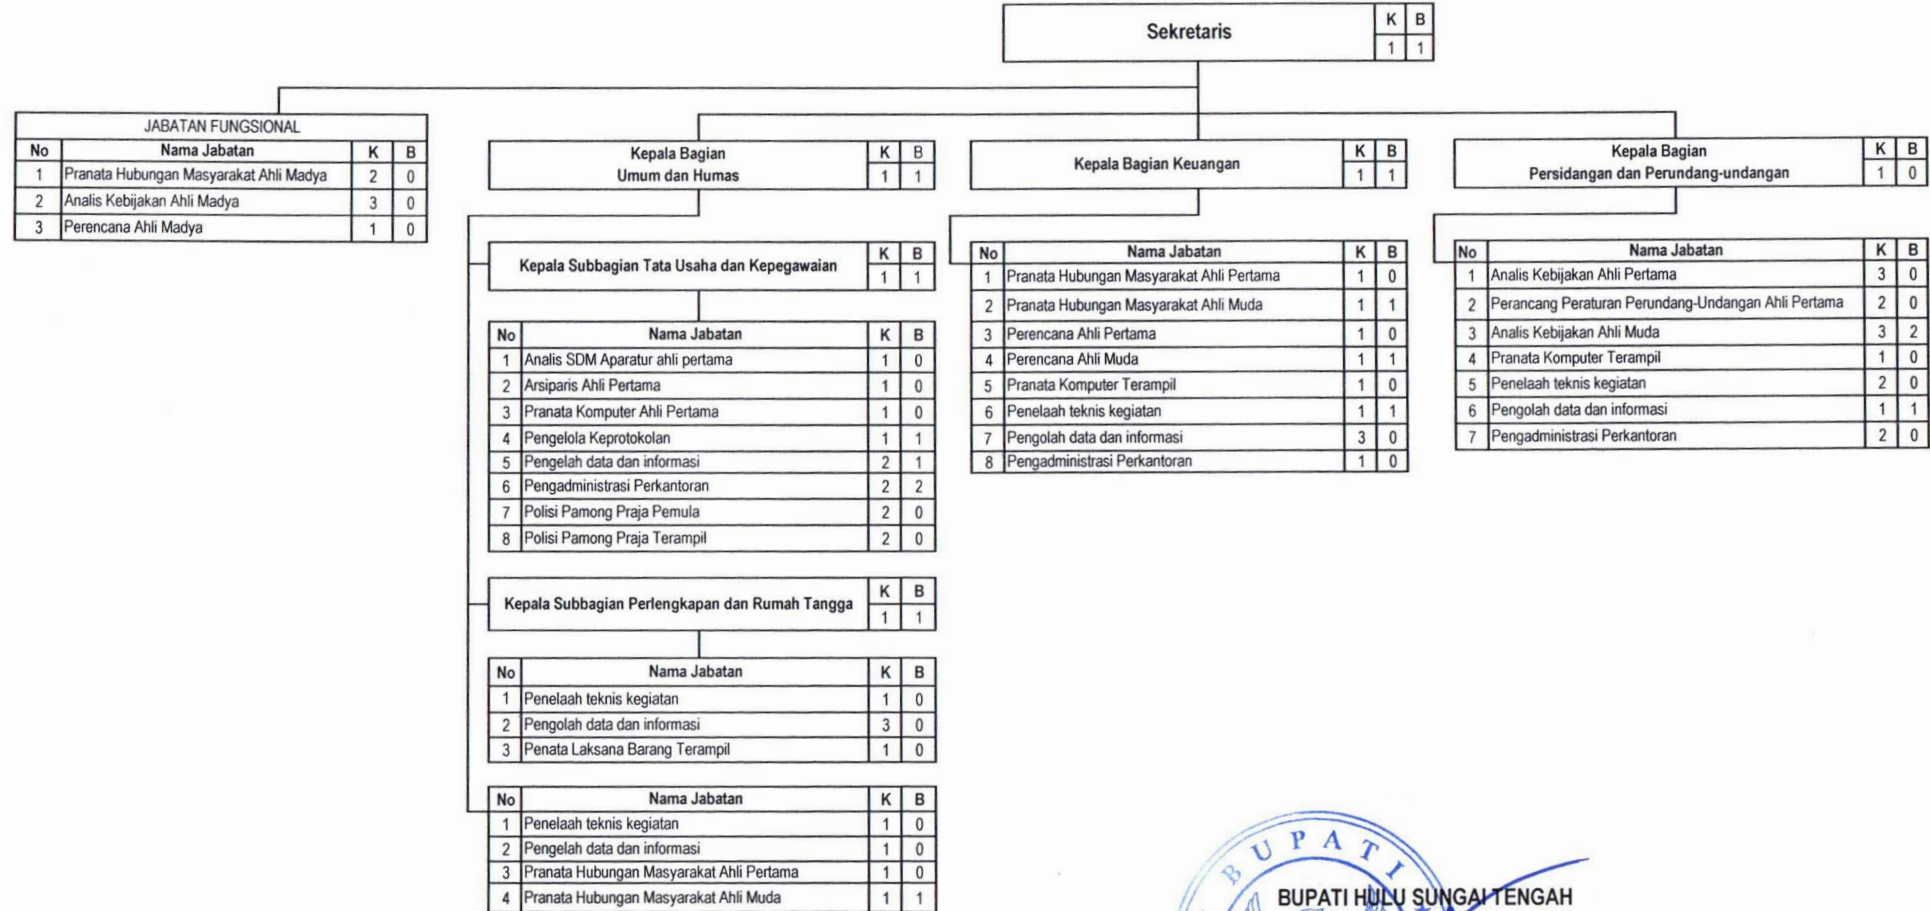 Sekretaris K B
1 1
JABATAN FUNGSIONAL
No Nama Jabatan K B
1 Pranata Hubungan Masyarakat Ahli Madya 2 0
2 Analis Kebijakan Ahli Madya 3 0
3 Perencana Ahli Madya 1 0
Kepala Bagian K B
Umum dan Humas 1 1
Kepala Subbagian Tata Usaha dan Kepegawaian K B
1 1
No Nama Jabatan K B
1 Analis SDM Aparatur ahli pertama 1 0
2 Arsiparis Ahli Pertama 1 0
3 Pranata Komputer Ahli Pertama 1 0
4 Pengelola Keprotokolan 1 1
5 Pengelah data dan informasi 2 1
6 Pengadministrasi Perkantoran 2 2
7 Polisi Pamong Praja Pemula 2 0
8 Polisi Pamong Praja Terampil 2 0
Kepala Subbagian Perlengkapan dan Rumah Tangga K B
1 1
No Nama Jabatan K B
1 Penelaah teknis kegiatan 1 0
2 Pengolah data dan informasi 3 0
3 Penata Laksana Barang Terampil 1 0
No Nama Jabatan K B
1 Penelaah teknis kegiatan 1 0
2 Pengelah data dan informasi 1 0
3 Pranata Hubungan Masyarakat Ahli Pertama 1 0
4 Pranata Hubungan Masyarakat Ahli Muda 1 1
Kepala Bagian Keuangan K B
1 1
No Nama Jabatan K B
1 Pranata Hubungan Masyarakat Ahli Pertama 1 0
2 Pranata Hubungan Masyarakat Ahli Muda 1 1
3 Perencana Ahli Pertama 1 0
4 Perencana Ahli Muda 1 1
5 Pranata Komputer Terampil 1 0
6 Penelaah teknis kegiatan 1 1
7 Pengolah data dan informasi 3 0
8 Pengadministrasi Perkantoran 1 0
Kepala Bagian K B
Persidangan dan Perundang-undangan 1 0
No Nama Jabatan K B
1 Analis Kebijakan Ahli Pertama 3 0
2 Perancang Peraturan Perundang-Undangan Ahli Pertama 2 0
3 Analis Kebijakan Ahli Muda 3 2
4 Pranata Komputer Terampil 1 0
5 Penelaah teknis kegiatan 2 0
6 Pengolah data dan informasi 1 1
7 Pengadministrasi Perkantoran 2 0
BUPATI
BUPATI HULU SUNGAI TENGAH